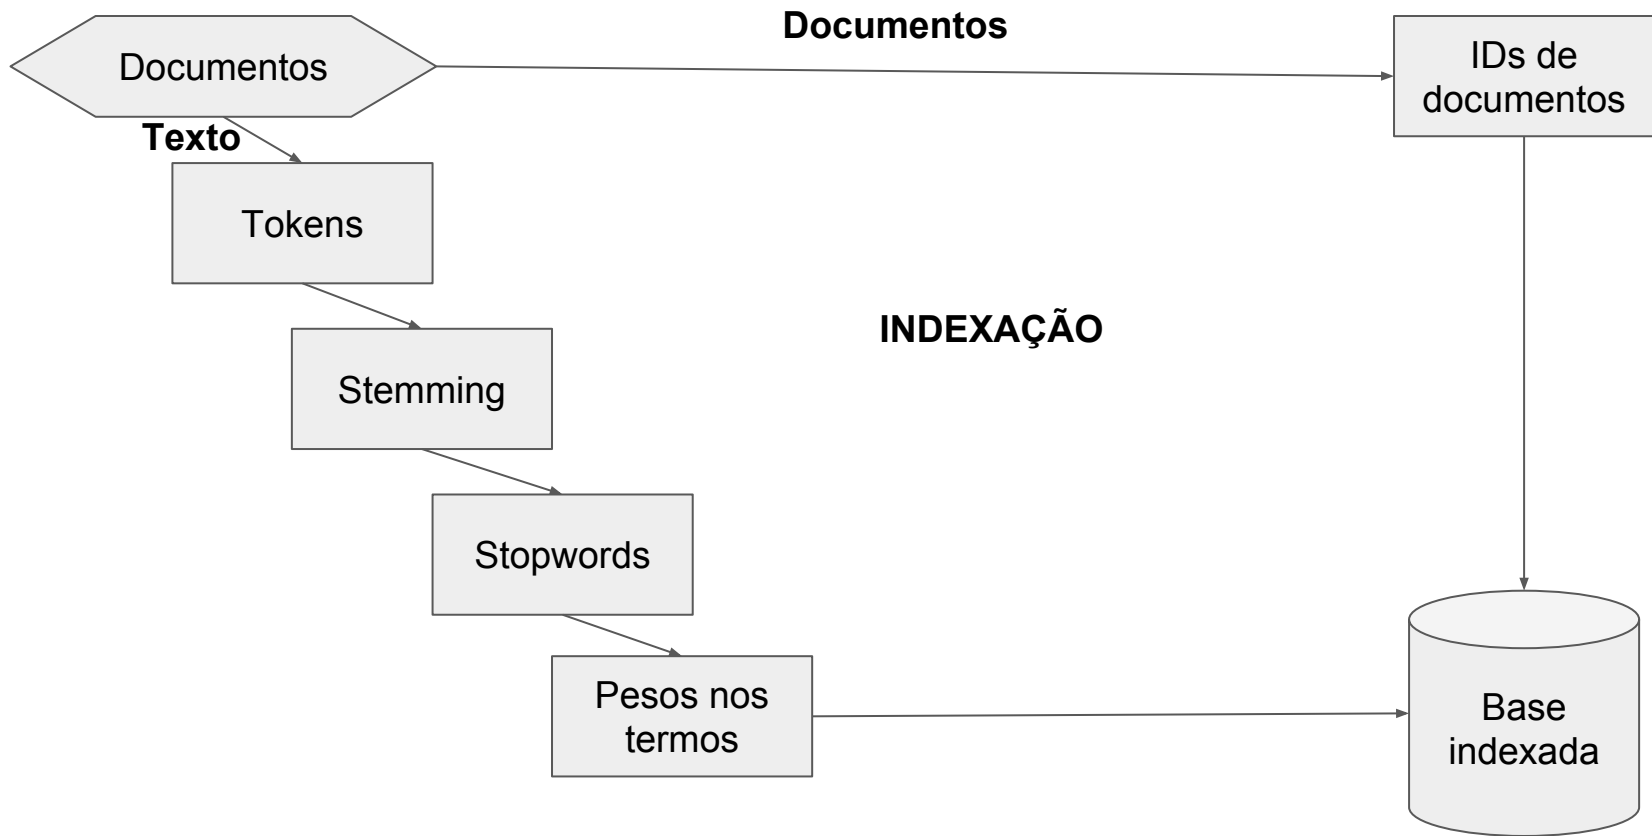 Documentos
Documentos
IDs de
documentos
Texto
Tokens
INDEXAÇÃO
Stemming
Stopwords
Pesos nos
termos
Base
indexada